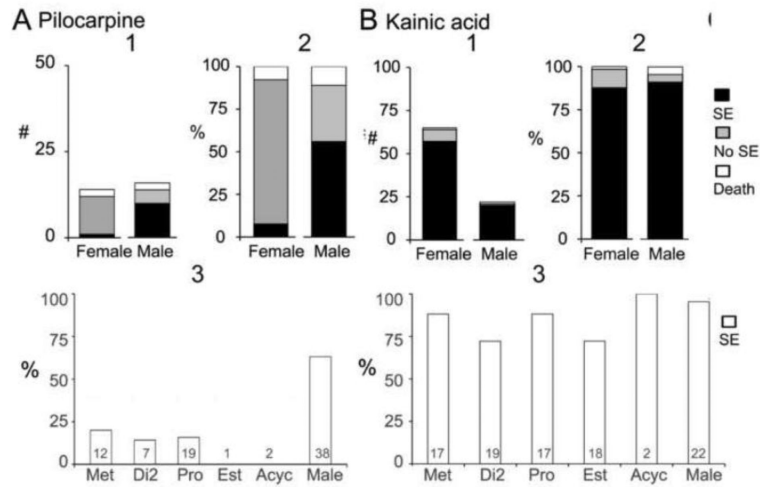 A Pilocarpine
1
50
25
0
#
Female Male
2
100
75
50
25
0
%
Female Male
B Kainic acid
1
100
75
50
25
0
#
Female Male
2
100
75
50
25
0
%
Female Male
SE
No SE
Death
3
100
75
50
25
0
%
12 7 19 1 2 38
Met Di2 Pro Est Acyc Male
3
100
75
50
25
0
%
17 19 17 18 2 22
Met Di2 Pro Est Acyc Male
SE